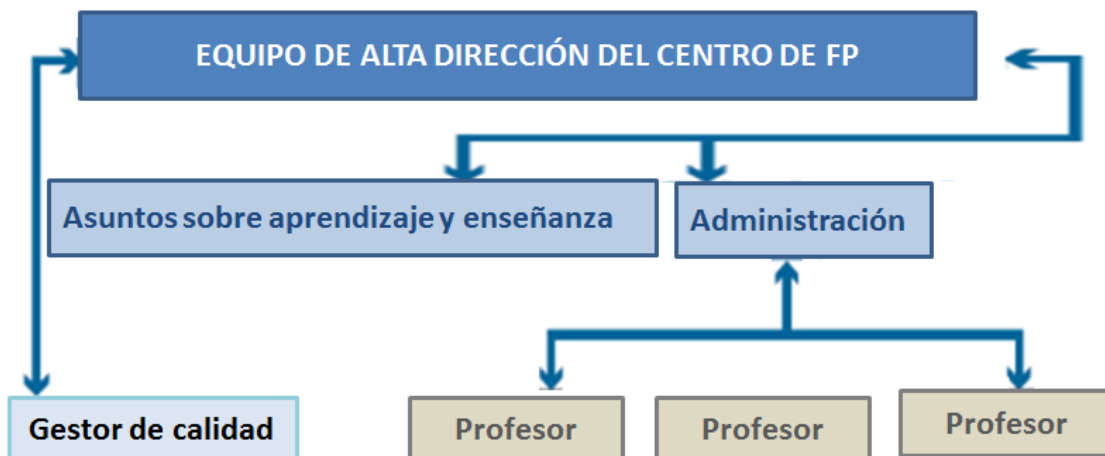 EQUIPO DE ALTA DIRECCIÓN DEL CENTRO DE FP
Asuntos sobre aprendizaje y enseñanza
Administración
Gestor de calidad
Profesor
Profesor
Profesor